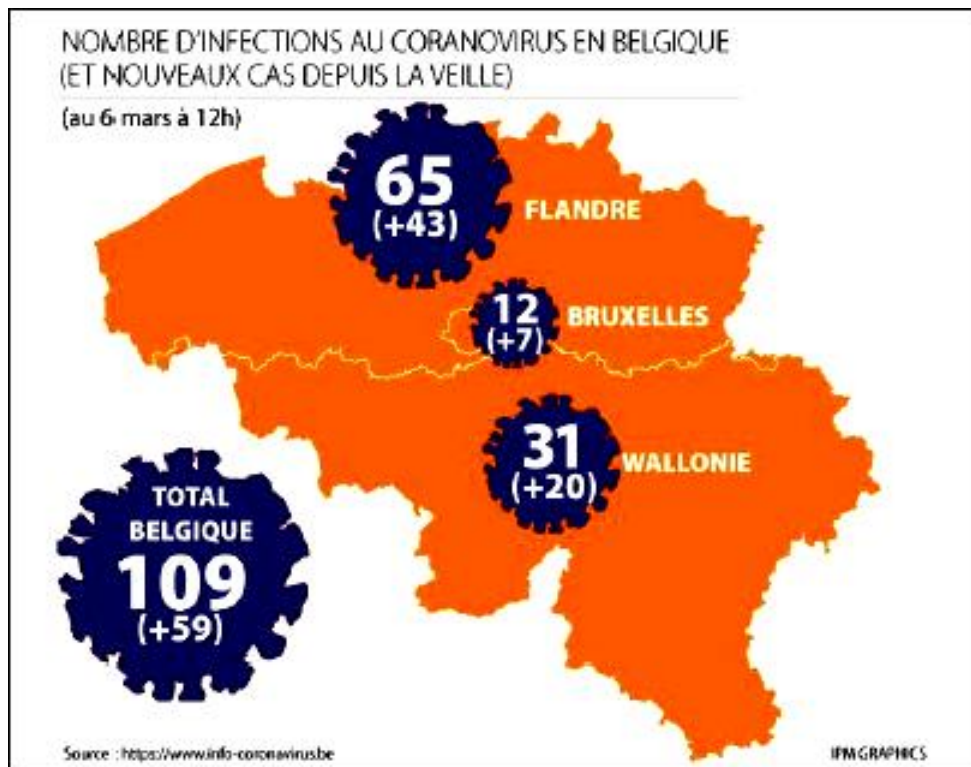 NOMBRE D'INFECTIONS AU CORANOVIRUS EN BELGIQUE
(ET NOUVEAUX CAS DEPUIS LA VEILLE)
(au 6 mars à 12h)
65
(+43)
FLANDRE
12
(+7)
BRUXELLES
31
(+20)
WALLONIE
TOTAL
BELGIQUE
109
(+59)
Source : https://www.info-coronavirus.be
IPM GRAPHICS